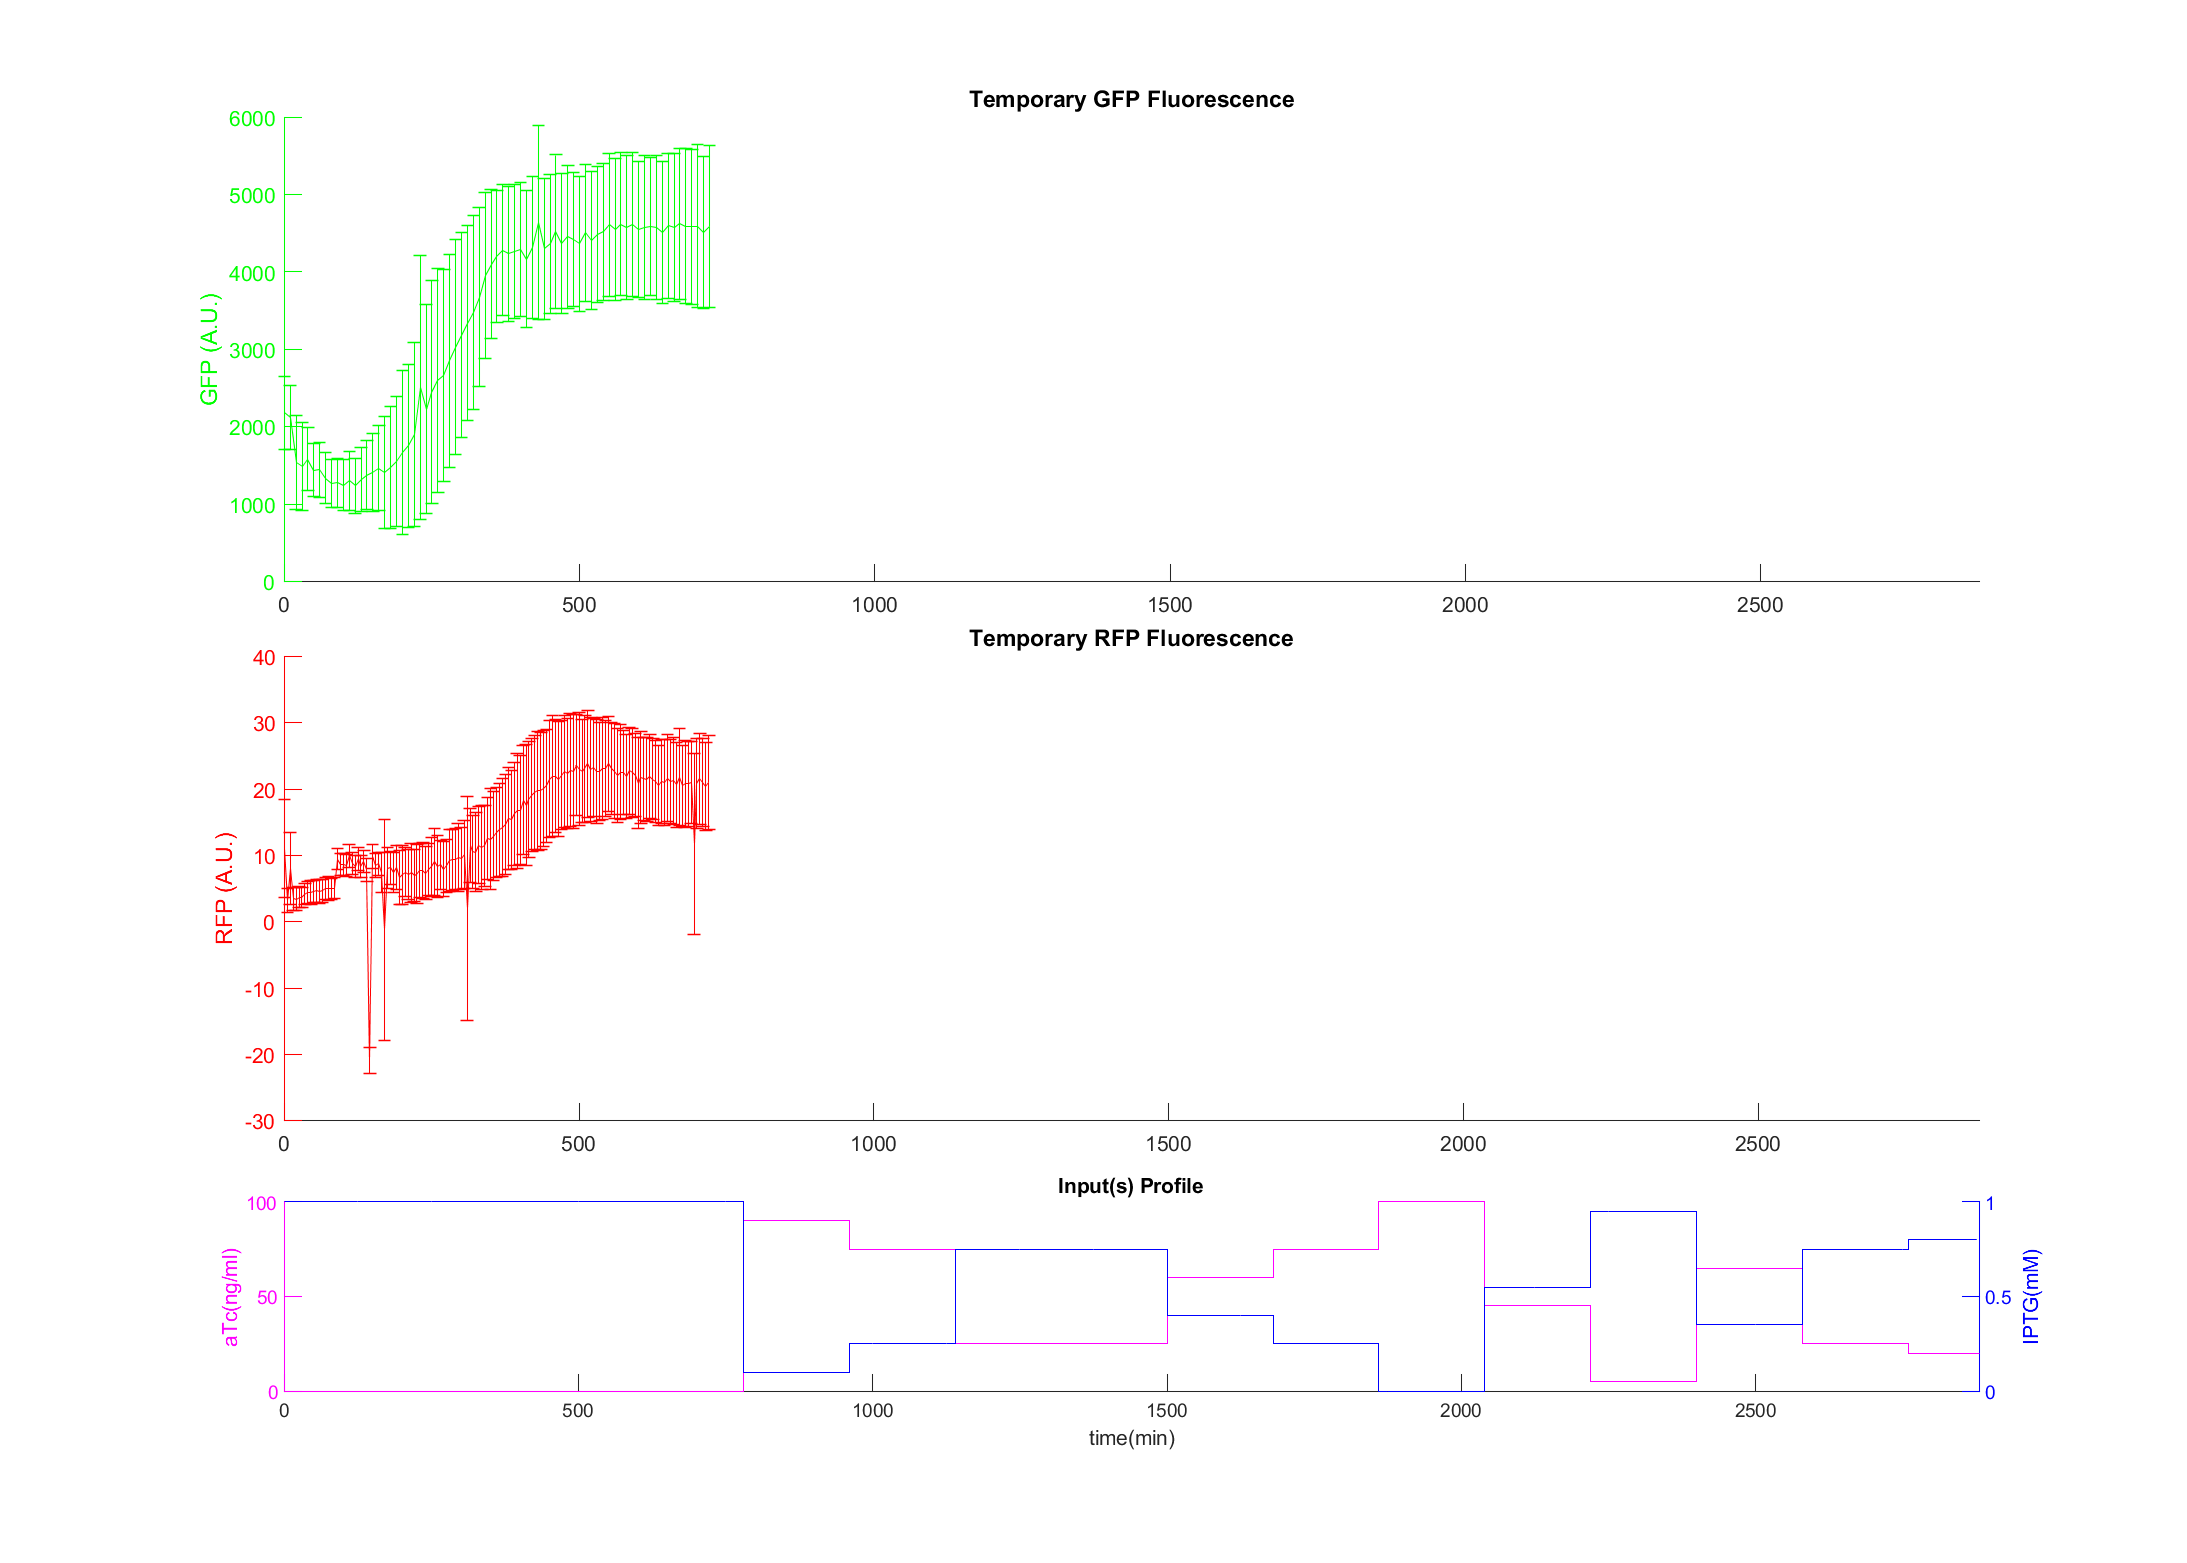 Temporary GFP Fluorescence
GFP (A.U.)
6000
5000
4000
3000
2000
1000
0
0 500 1000 1500 2000 2500
Temporary RFP Fluorescence
RFP (A.U.)
40
30
20
10
0
-10
-20
-30
0 500 1000 1500 2000 2500
Input(s) Profile
aTc(ng/ml)
100
50
0
1
0.5
0
IPTG(mM)
0 500 1000 1500 2000 2500
time(min)